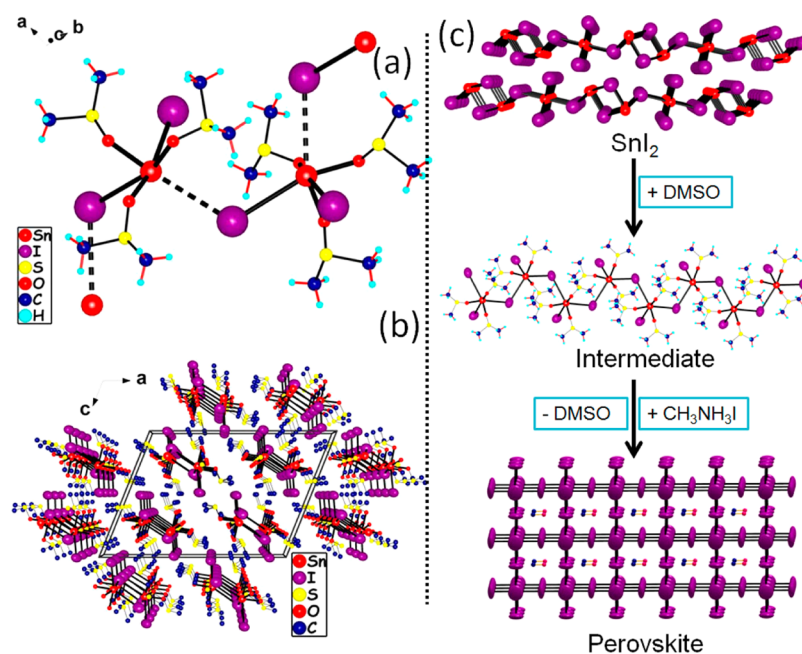 a
c
b
(a)
Sn
I
S
O
C
H
(b)
a
c
Sn
I
S
O
C
(c)
SnI₂
+ DMSO
Intermediate
- DMSO
+ CH₃NH₃I
Perovskite